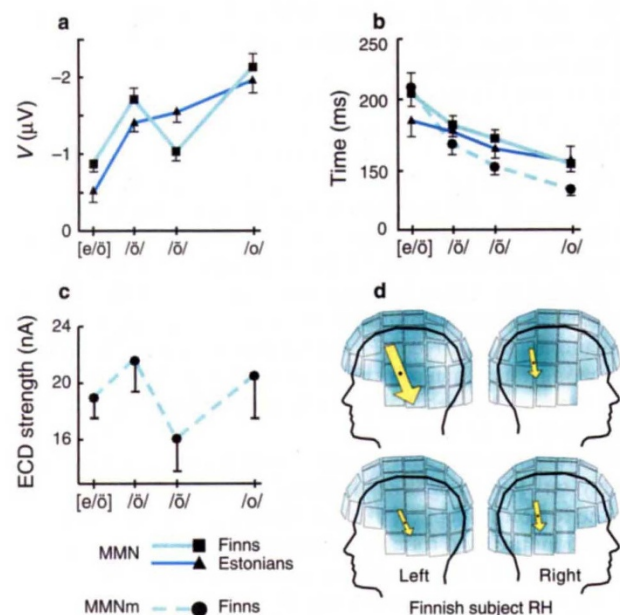 a
V (µV)
–2
–1
0
[e/ö] /ö/ /õ/ /o/
b
Time (ms)
250
200
150
0
[e/ö] /ö/ /õ/ /o/
c
ECD strength (nA)
24
20
16
[e/ö] /ö/ /õ/ /o/
MMN
Finns
Estonians
MMNm
Finns
d
Left Right
Finnish subject RH